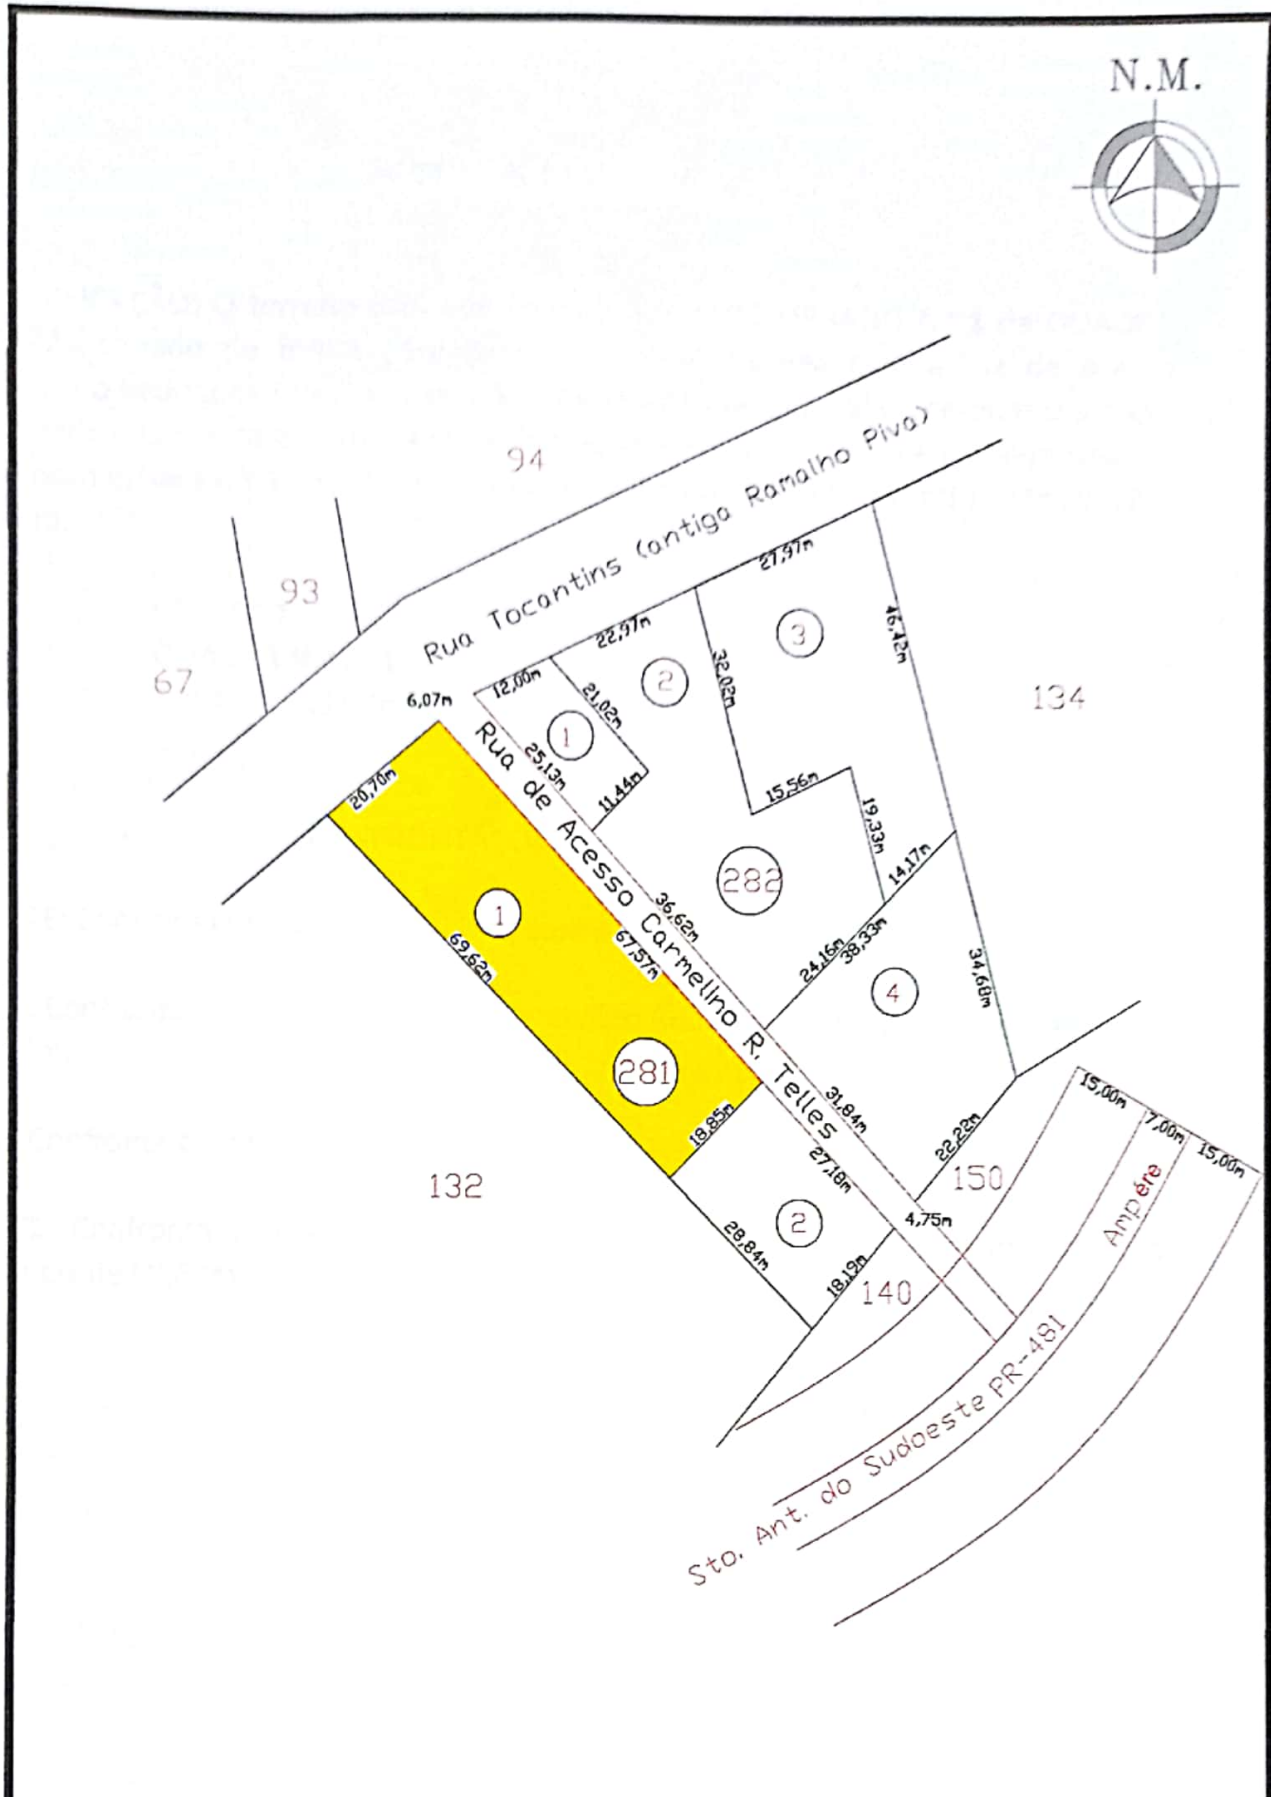 N.M.
94
Rua Tocantins (antiga Ramalho Piva)
93
67
27,97m
22,97m
3
46,42m
12,00m
2
32,02m
134
6,07m
21,02m
1
25,13m
Rua de Acesso Carmelino R. Telles
20,70m
11,44m
15,56m
19,33m
14,17m
282
1
36,62m
69,62m
67,57m
24,16m
38,33m
4
34,68m
281
18,85m
31,84m
15,00m
7,00m
15,00m
22,22m
27,18m
150
132
Ampére
2
4,75m
28,84m
18,19m
140
Sto. Ant. do Sudoeste PR-481